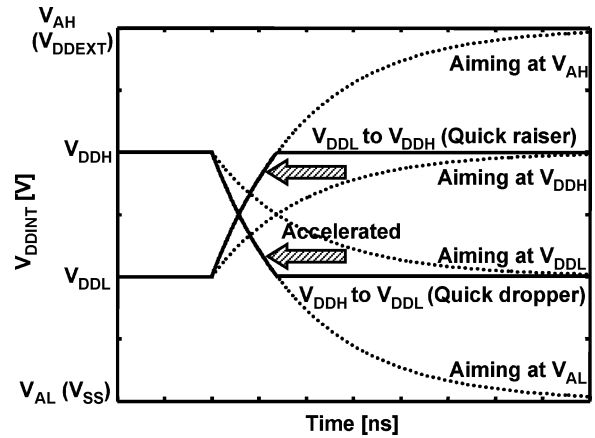 VAH
(VDDEXT)
Aiming at VAH
VDDL to VDDH (Quick raiser)
VDDH
Aiming at VDDH
VDDINT [V]
Accelerated
Aiming at VDDL
VDDL
VDDH to VDDL (Quick dropper)
Aiming at VAL
VAL (VSS)
Time [ns]